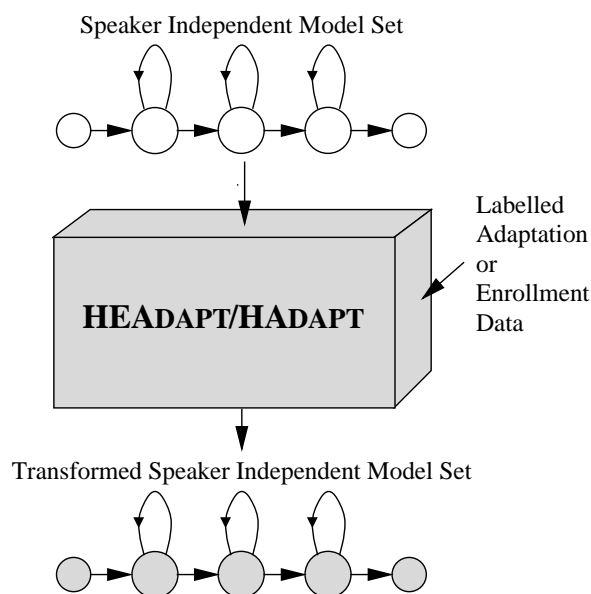 Speaker Independent Model Set
Labelled
Adaptation
or
Enrollment
Data
HEADAPT/HADAPT
Transformed Speaker Independent Model Set